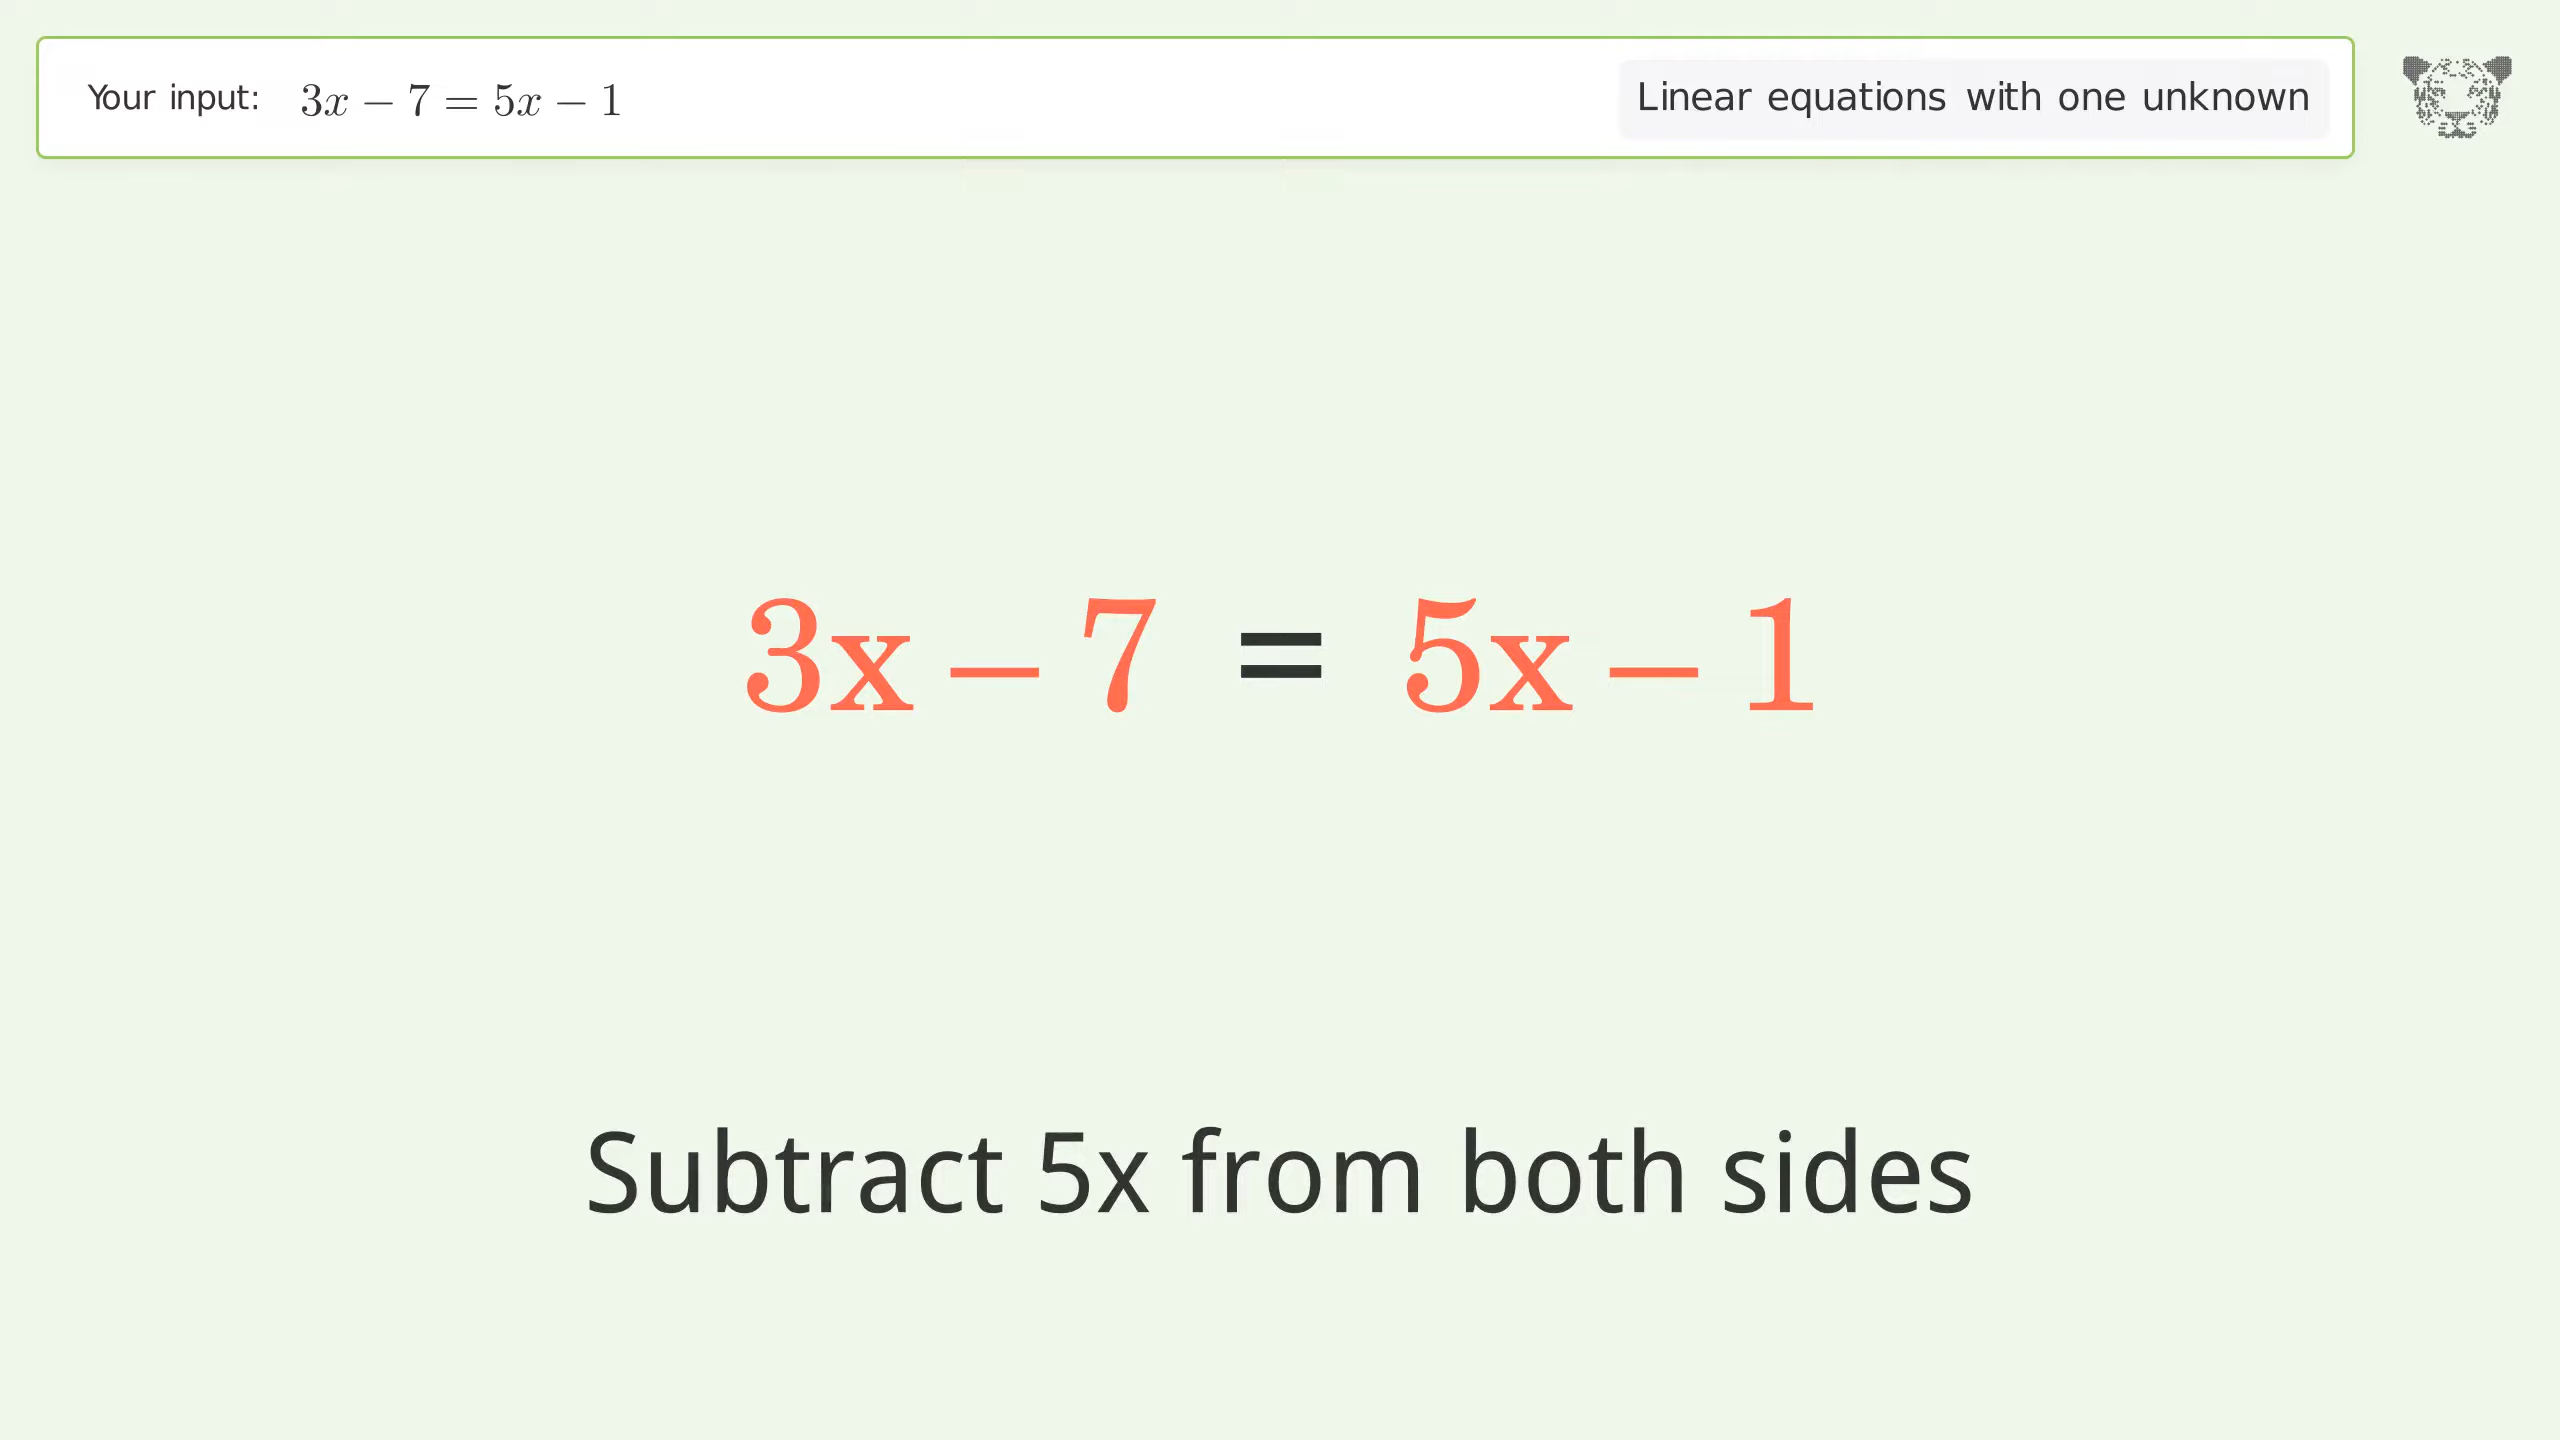 Your input: 3x − 7 = 5x − 1
Linear equations with one unknown
3x − 7 = 5x − 1
Subtract 5x from both sides